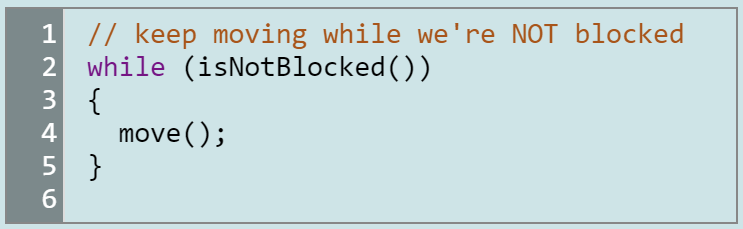 1 // keep moving while we're NOT blocked
2 while (isNotBlocked())
3 {
4   move();
5 }
6